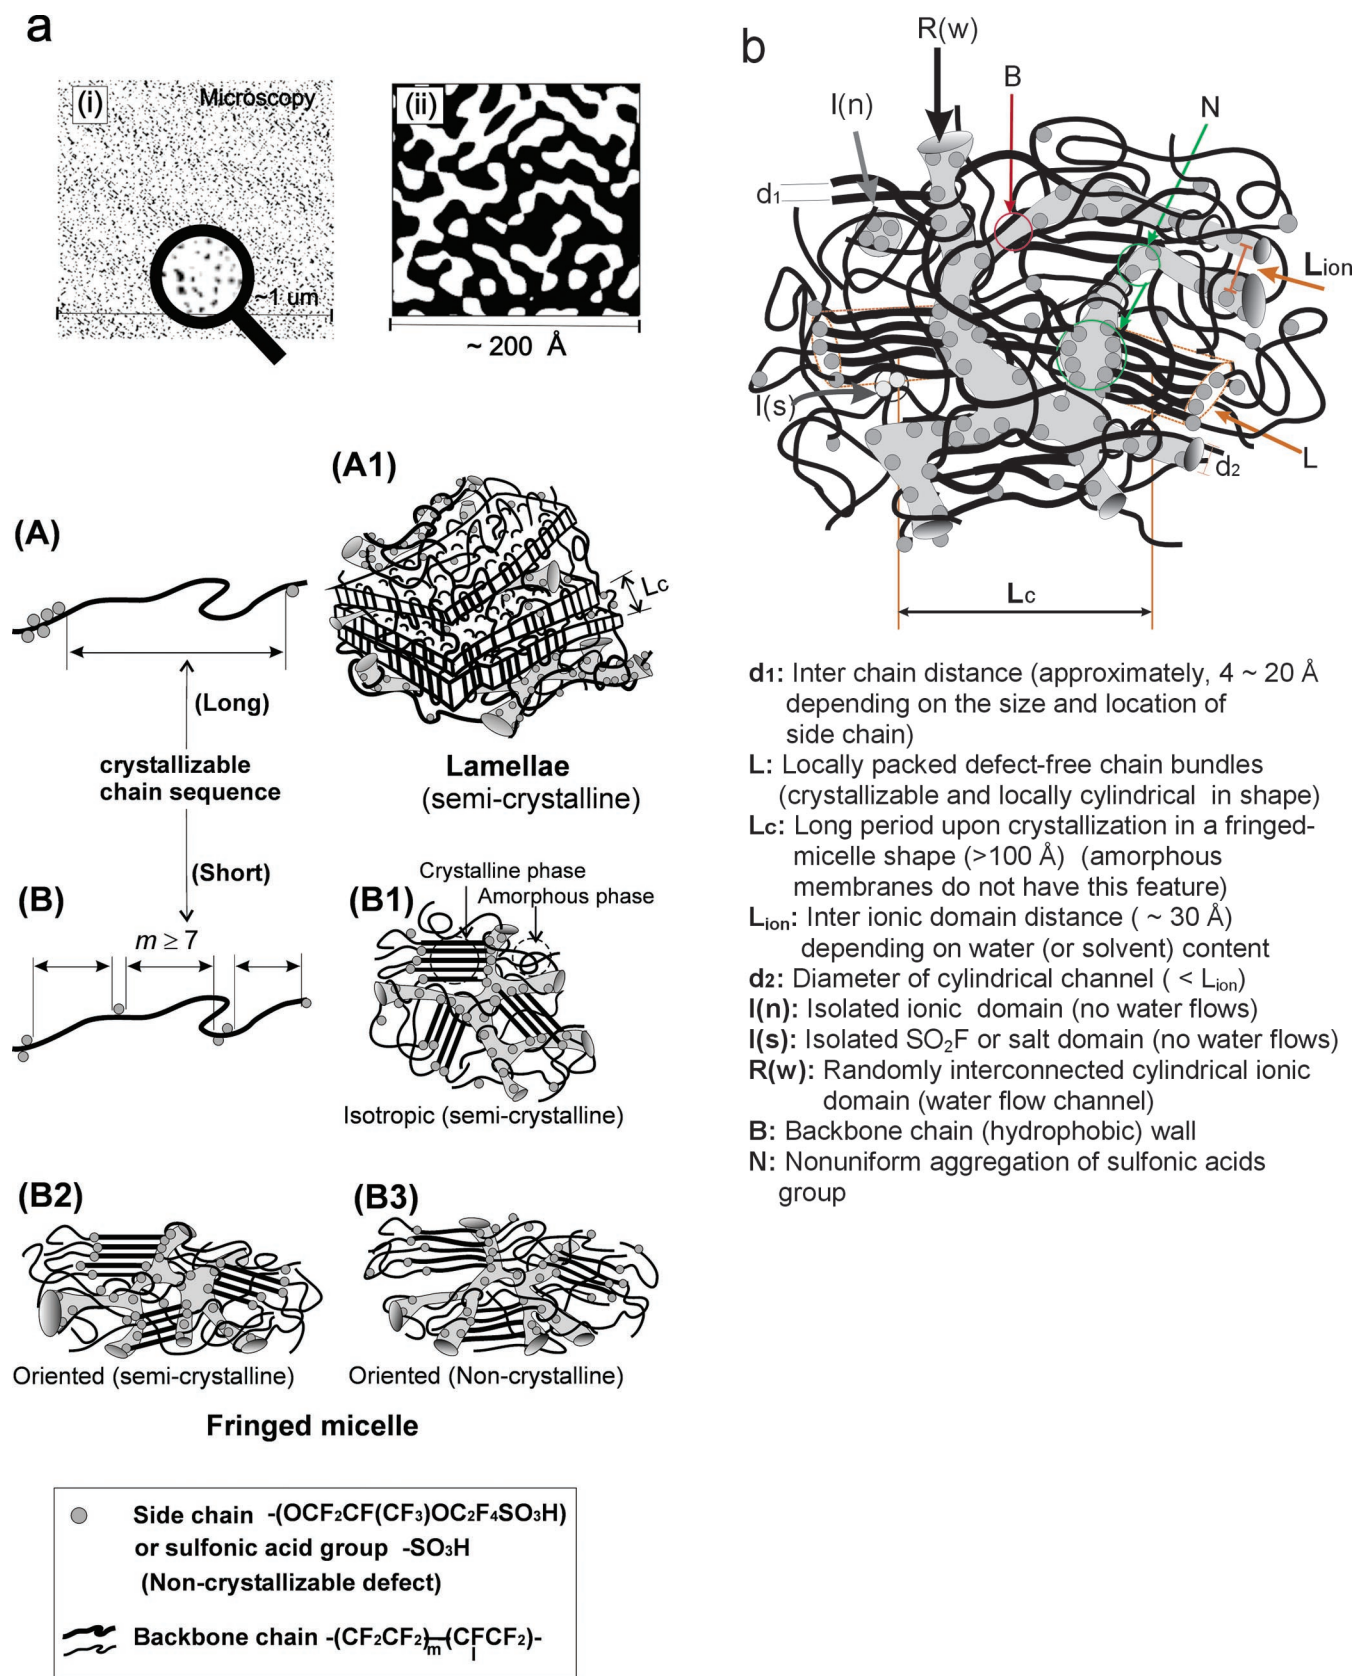 a
(i)
Microscopy
~1 um
(ii)
~ 200 Å
(A)
(Long)
crystallizable
chain sequence
(Short)
(A1)
Lc
Lamellae
(semi-crystalline)
(B)
m ≥ 7
(B1)
Crystalline phase
Amorphous phase
Isotropic (semi-crystalline)
(B2)
Oriented (semi-crystalline)
(B3)
Oriented (Non-crystalline)
Fringed micelle
Side chain -(OCF₂CF(CF₃)OC₂F₄SO₃H)
or sulfonic acid group -SO₃H
(Non-crystallizable defect)
Backbone chain -(CF₂CF₂)m(CFCF₂)-
b
R(w)
B
I(n)
N
d₁
Lion
I(s)
L
d₂
Lc
d₁: Inter chain distance (approximately, 4 ~ 20 Å
depending on the size and location of
side chain)
L: Locally packed defect-free chain bundles
(crystallizable and locally cylindrical in shape)
Lc: Long period upon crystallization in a fringed-
micelle shape (>100 Å) (amorphous
membranes do not have this feature)
Lion: Inter ionic domain distance ( ~ 30 Å)
depending on water (or solvent) content
d₂: Diameter of cylindrical channel ( < Lion)
I(n): Isolated ionic domain (no water flows)
I(s): Isolated SO₂F or salt domain (no water flows)
R(w): Randomly interconnected cylindrical ionic
domain (water flow channel)
B: Backbone chain (hydrophobic) wall
N: Nonuniform aggregation of sulfonic acids
group